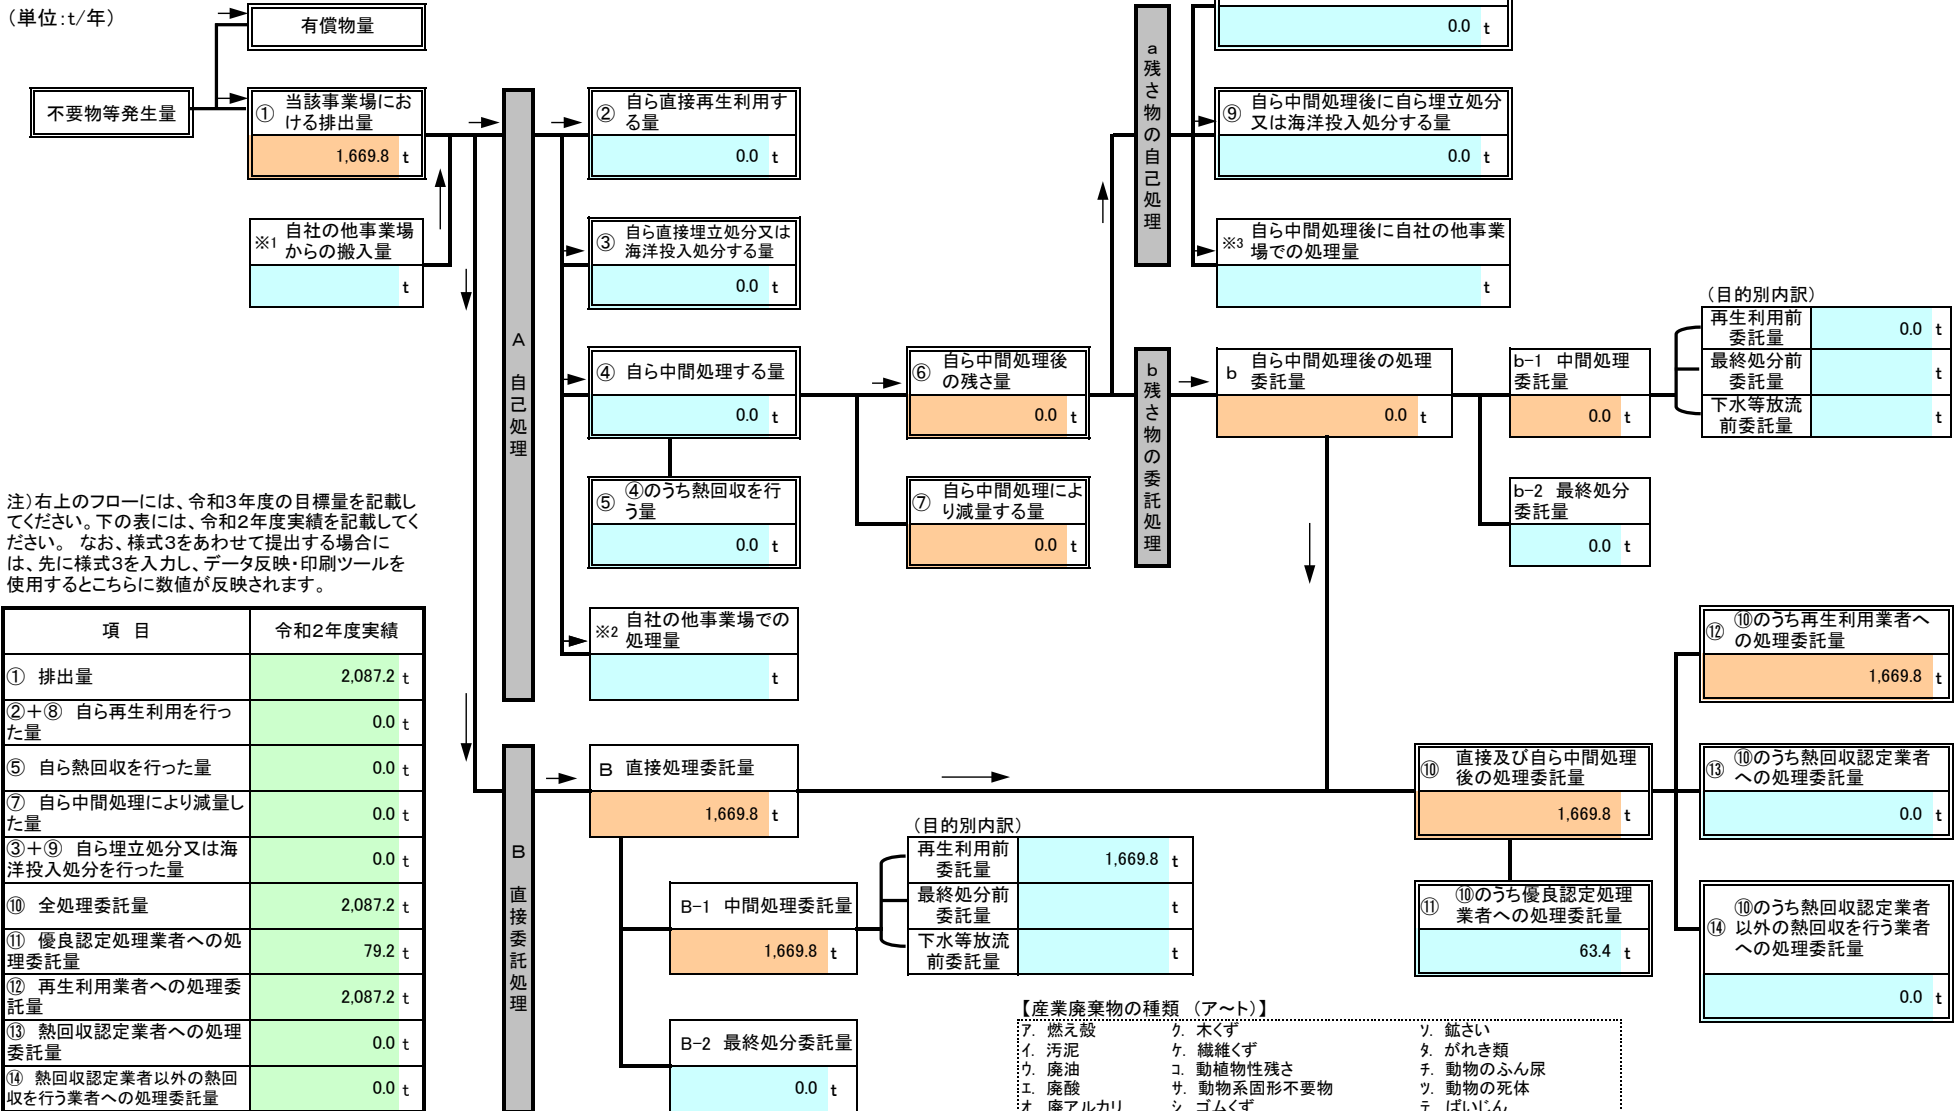 （単位:t/年）
有償物量
不要物等発生量
① 当該事業場にお
ける排出量
1,669.8 t
※1 自社の他事業場
からの搬入量
t
A 自己処理
② 自ら直接再生利用す
る量
0.0 t
③ 自ら直接埋立処分又は
海洋投入処分する量
0.0 t
④ 自ら中間処理する量
0.0 t
⑤ ④のうち熱回収を行
う量
0.0 t
※2 自社の他事業場での
処理量
t
⑥ 自ら中間処理後
の残さ量
0.0 t
⑦ 自ら中間処理によ
り減量する量
0.0 t
a 残さ物の自己処理
0.0 t
⑨ 自ら中間処理後に自ら埋立処分
又は海洋投入処分する量
0.0 t
※3 自ら中間処理後に自社の他事業
場での処理量
t
b 残さ物の委託処理
b 自ら中間処理後の処理
委託量
0.0 t
b-1 中間処理
委託量
0.0 t
b-2 最終処分
委託量
0.0 t
（目的別内訳）
再生利用前
委託量
0.0 t
最終処分前
委託量
t
下水等放流
前委託量
t
注）右上のフローには、令和3年度の目標量を記載し
てください。下の表には、令和2年度実績を記載してく
ださい。 なお、様式3をあわせて提出する場合に
は、先に様式3を入力し、データ反映・印刷ツールを
使用するとこちらに数値が反映されます。
項 目 令和2年度実績
① 排出量 2,087.2 t
②＋⑧ 自ら再生利用を行っ
た量 0.0 t
⑤ 自ら熱回収を行った量 0.0 t
⑦ 自ら中間処理により減量し
た量 0.0 t
③＋⑨ 自ら埋立処分又は海
洋投入処分を行った量 0.0 t
⑩ 全処理委託量 2,087.2 t
⑪ 優良認定処理業者への処
理委託量 79.2 t
⑫ 再生利用業者への処理委
託量 2,087.2 t
⑬ 熱回収認定業者への処理
委託量 0.0 t
⑭ 熱回収認定業者以外の熱回
収を行う業者への処理委託量 0.0 t
B 直接委託処理
B 直接処理委託量
1,669.8 t
B-1 中間処理委託量
1,669.8 t
B-2 最終処分委託量
0.0 t
（目的別内訳）
再生利用前
委託量
1,669.8 t
最終処分前
委託量
t
下水等放流
前委託量
t
⑩ 直接及び自ら中間処理
後の処理委託量
1,669.8 t
⑪ ⑩のうち優良認定処理
業者への処理委託量
63.4 t
⑫ ⑩のうち再生利用業者へ
の処理委託量
1,669.8 t
⑬ ⑩のうち熱回収認定業者
への処理委託量
0.0 t
⑭ ⑩のうち熱回収認定業者
以外の熱回収を行う業者
への処理委託量
0.0 t
【産業廃棄物の種類 （ア～ト）】
ア. 燃え殻 ク. 木くず ソ. 鉱さい
イ. 汚泥 ケ. 繊維くず タ. がれき類
ウ. 廃油 コ. 動植物性残さ チ. 動物のふん尿
エ. 廃酸 サ. 動物系固形不要物 ツ. 動物の死体
オ. 廃アルカリ シ. ゴムくず テ. ばいじん